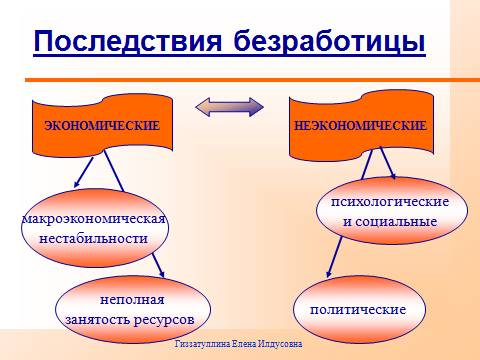 Последствия безработицы
ЭКОНОМИЧЕСКИЕ
НЕЭКОНОМИЧЕСКИЕ
макроэкономическая
нестабильности
психологические
и социальные
неполная
занятость ресурсов
политические
Гиззатуллина Елена Илдусовна